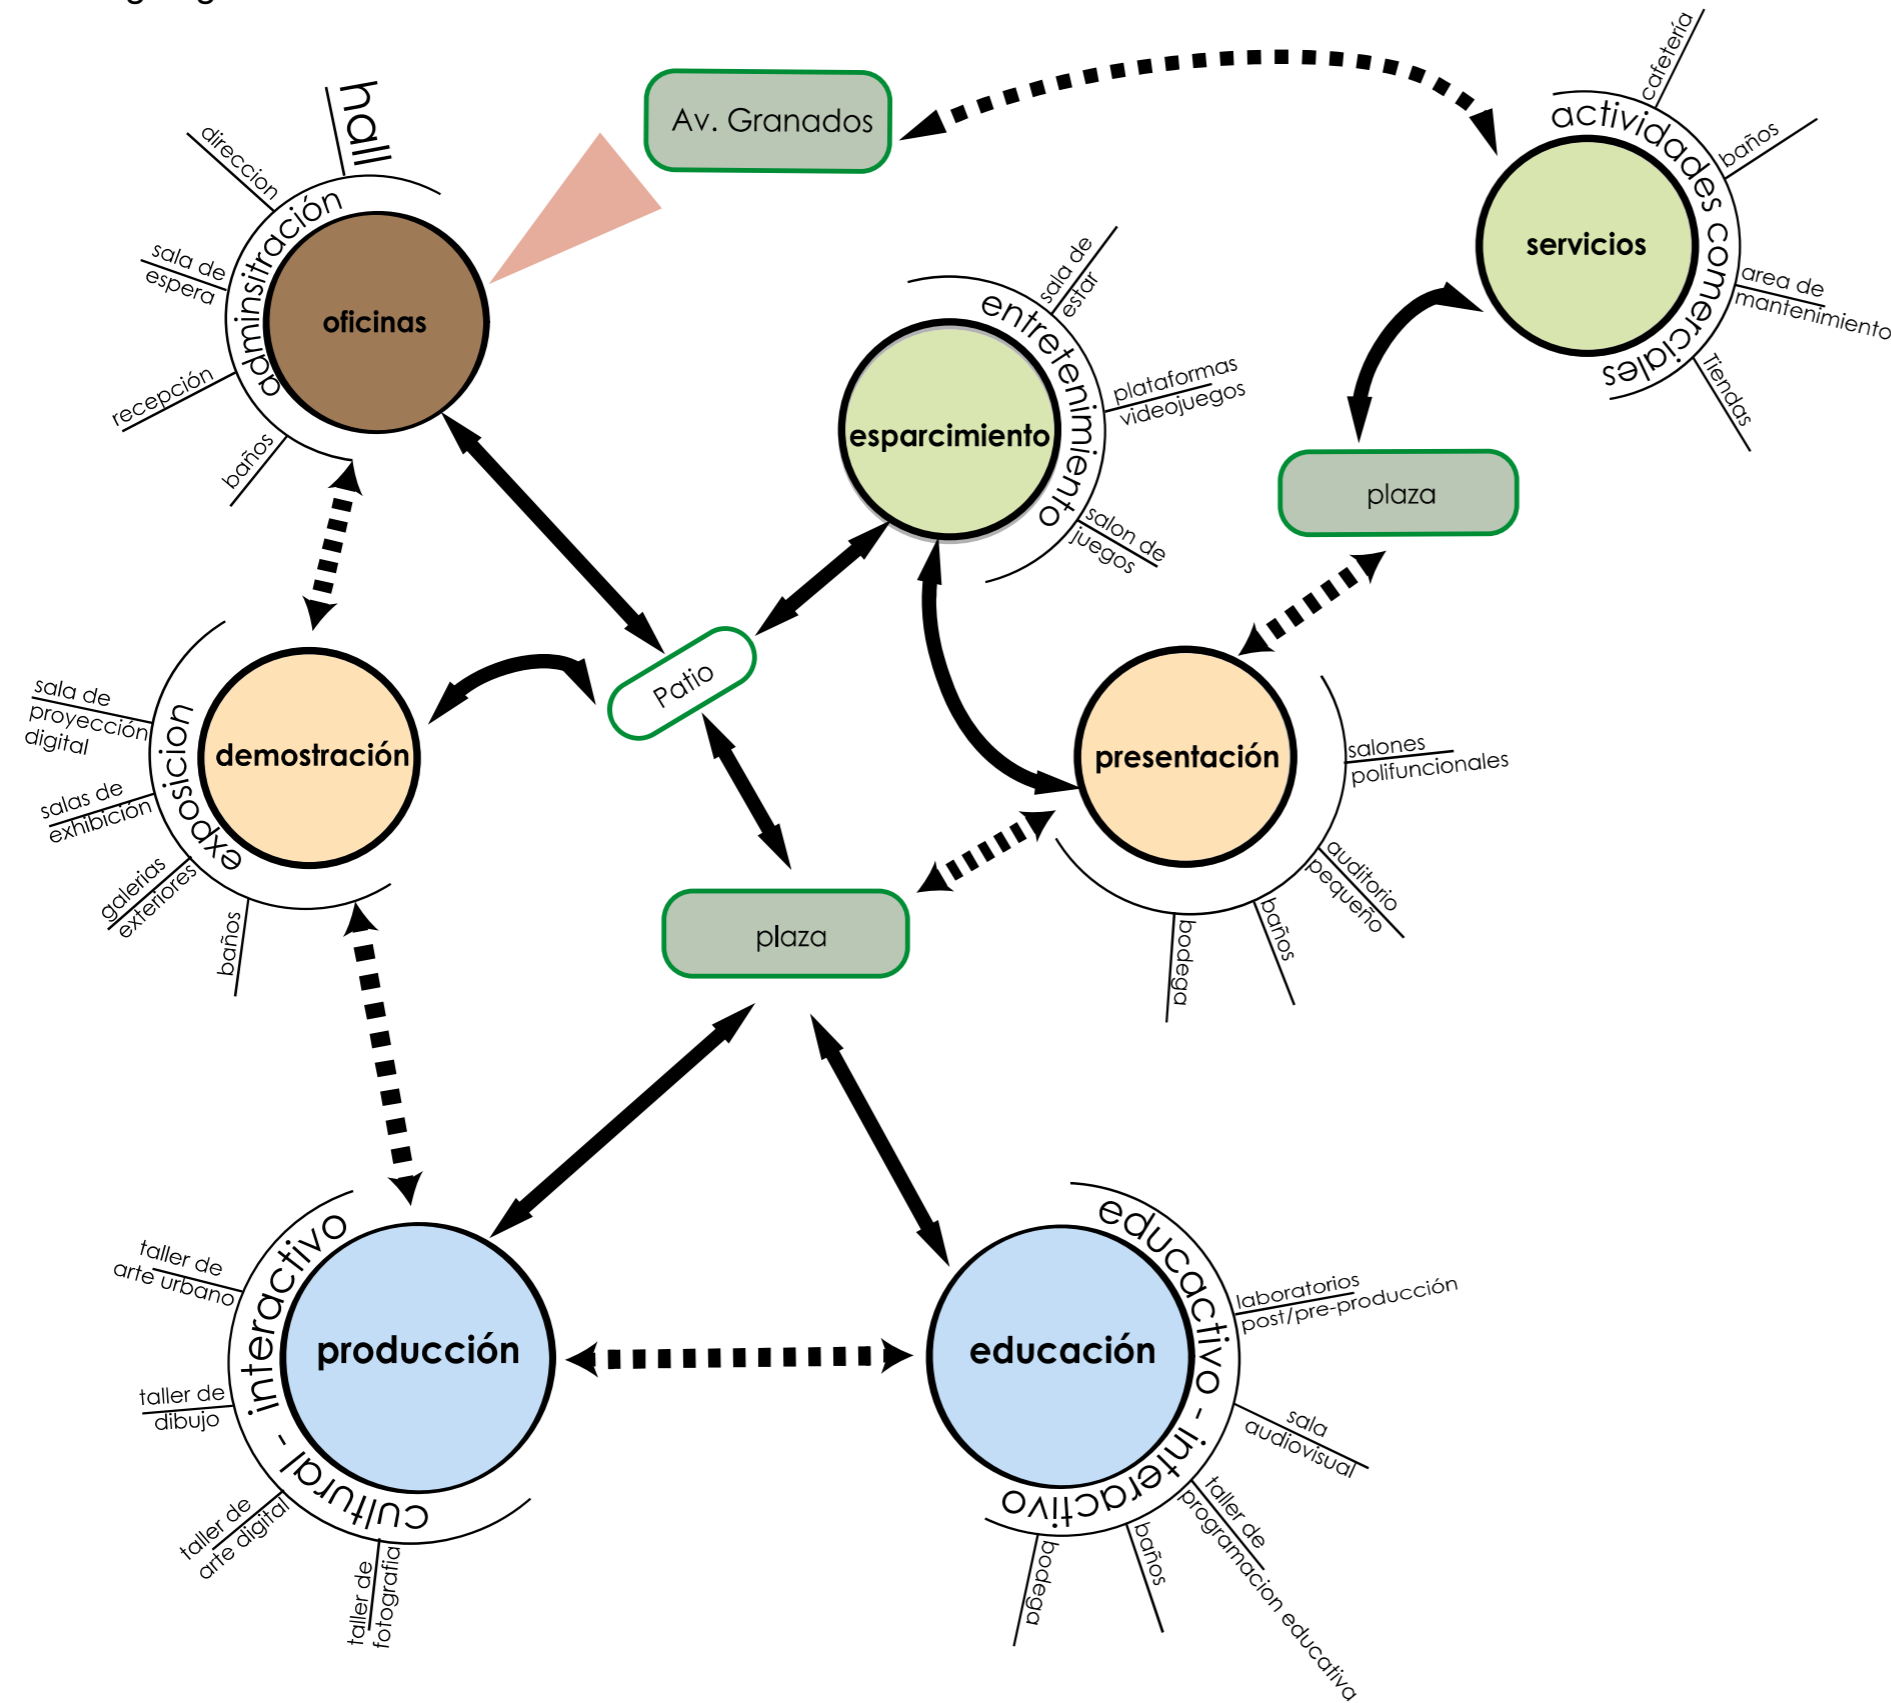 hall
direccion
sala de
espera
recepción
baños
adminsitración
oficinas
Av. Granados
cafetería
baños
area de
mantenimiento
Tiendas
actividades comerciales
servicios
sala de
estar
plataformas
videojuegos
salon de
juegos
entretenimiento
esparcimiento
plaza
Patio
sala de
proyección
digital
salas de
exhibición
galerias
exteriores
baños
exposicion
demostración
presentación
salones
polifuncionales
auditorio
pequeño
baños
bodega
plaza
taller de
arte urbano
taller de
dibujo
taller de
arte digital
taller de
fotografia
cultural - interactivo
producción
educación
educactivo - interactivo
laboratorios
post/pre-producción
sala
audiovisual
taller de
programacion educativa
baños
bodega